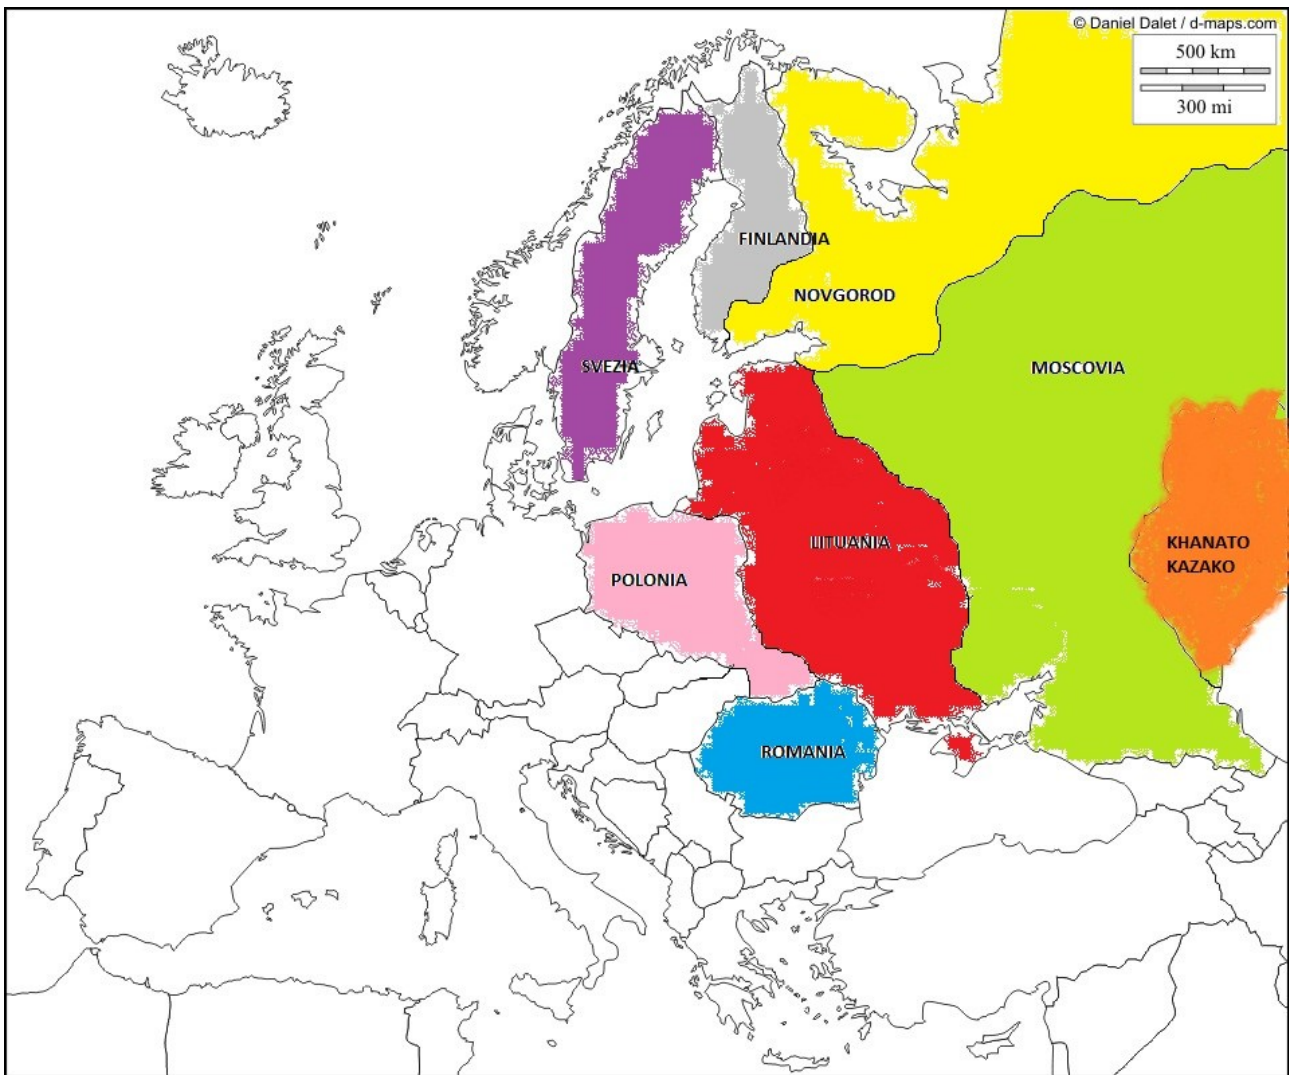 © Daniel Dalet / d-maps.com
500 km
300 mi
FINLANDIA
NOVGOROD
SVEZIA
MOSCOVIA
LITUANIA
KHANATO
KAZAKO
POLONIA
ROMANIA